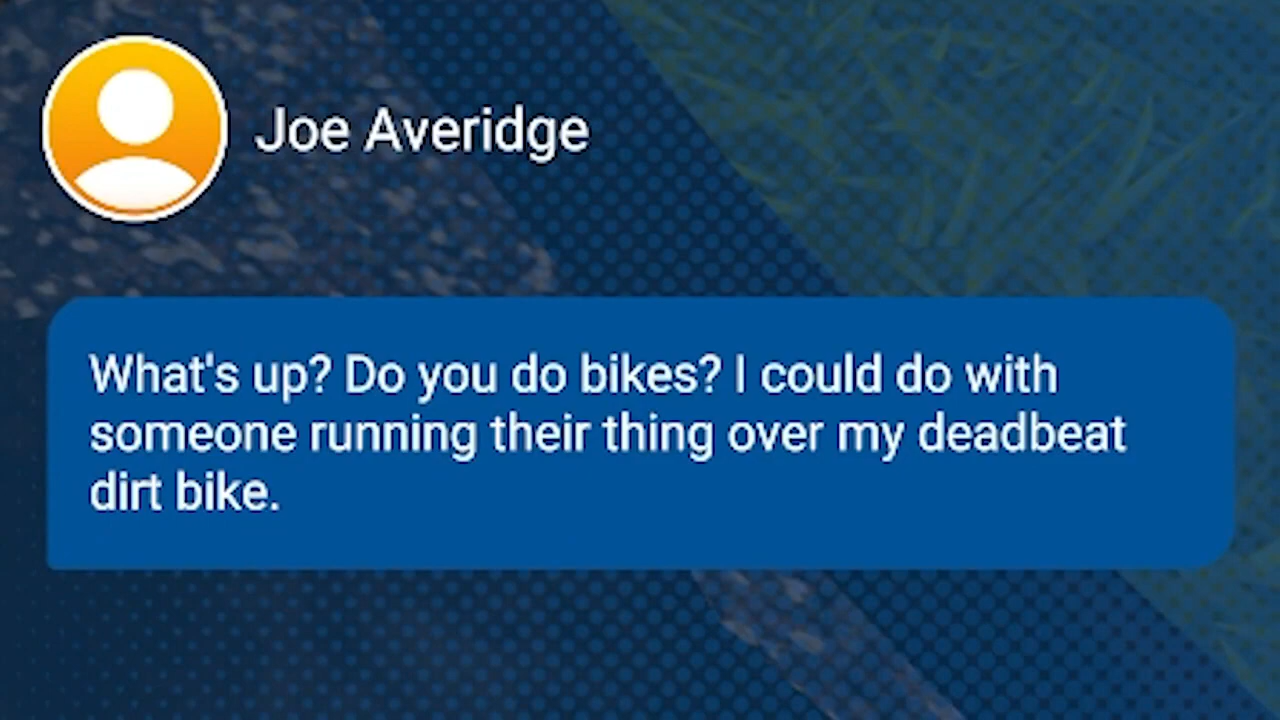 Joe Averidge
What's up? Do you do bikes? I could do with
someone running their thing over my deadbeat
dirt bike.